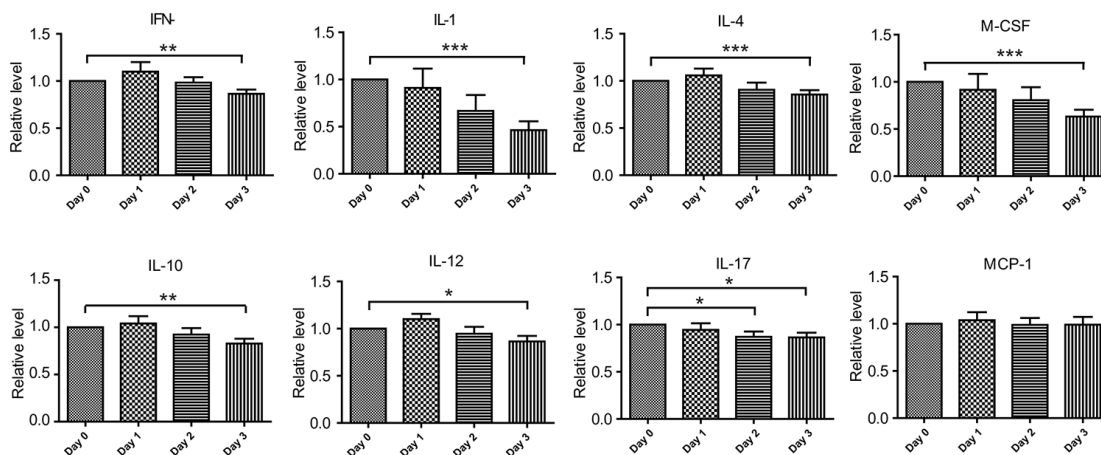 IFN-
Relative level
1.5
1.0
0.5
0.0
**
Day 0
Day 1
Day 2
Day 3
IL-1
Relative level
1.5
1.0
0.5
0.0
***
Day 0
Day 1
Day 2
Day 3
IL-4
Relative level
1.5
1.0
0.5
0.0
***
Day 0
Day 1
Day 2
Day 3
M-CSF
Relative level
1.5
1.0
0.5
0.0
***
Day 0
Day 1
Day 2
Day 3
IL-10
Relative level
1.5
1.0
0.5
0.0
**
Day 0
Day 1
Day 2
Day 3
IL-12
Relative level
1.5
1.0
0.5
0.0
*
Day 0
Day 1
Day 2
Day 3
IL-17
Relative level
1.5
1.0
0.5
0.0
*
*
Day 0
Day 1
Day 2
Day 3
MCP-1
Relative level
1.5
1.0
0.5
0.0
Day 0
Day 1
Day 2
Day 3